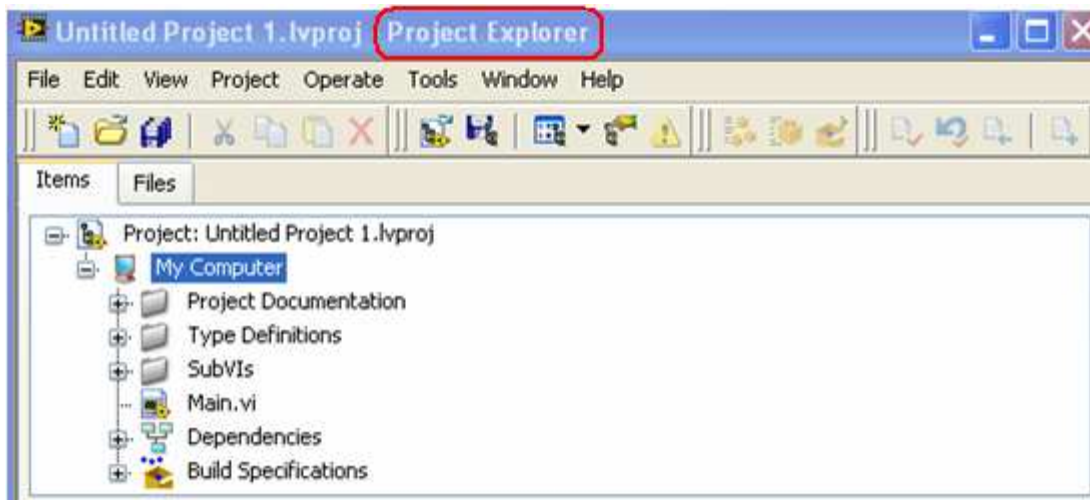 Untitled Project 1.lvproj - Project Explorer
File Edit View Project Operate Tools Window Help
Items Files
Project: Untitled Project 1.lvproj
My Computer
Project Documentation
Type Definitions
SubVIs
Main.vi
Dependencies
Build Specifications